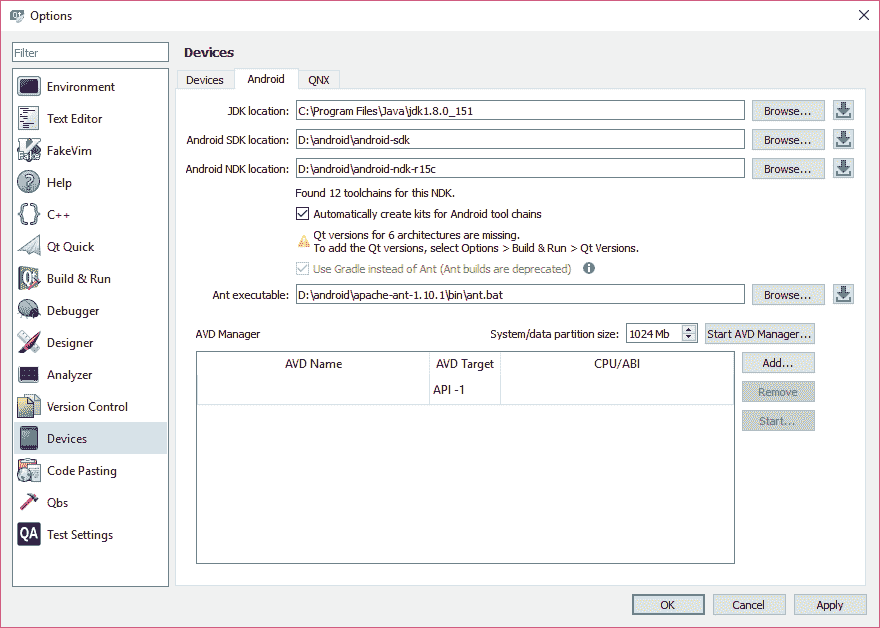 Options
Filter
Environment
Text Editor
FakeVim
Help
C++
Qt Quick
Build & Run
Debugger
Designer
Analyzer
Version Control
Devices
Code Pasting
Qbs
QA Test Settings
Devices
Devices Android QNX
JDK location: C:\Program Files\Java\jdk1.8.0_151 Browse...
Android SDK location: D:\android\android-sdk Browse...
Android NDK location: D:\android\android-ndk-r15c Browse...
Found 12 toolchains for this NDK.
Automatically create kits for Android tool chains
Qt versions for 6 architectures are missing.
To add the Qt versions, select Options > Build & Run > Qt Versions.
Use Gradle instead of Ant (Ant builds are deprecated)
Ant executable: D:\android\apache-ant-1.10.1\bin\ant.bat Browse...
AVD Manager System/data partition size: 1024 Mb Start AVD Manager...
AVD Name AVD Target CPU/ABI Add...
API -1
Remove
Start...
OK Cancel Apply